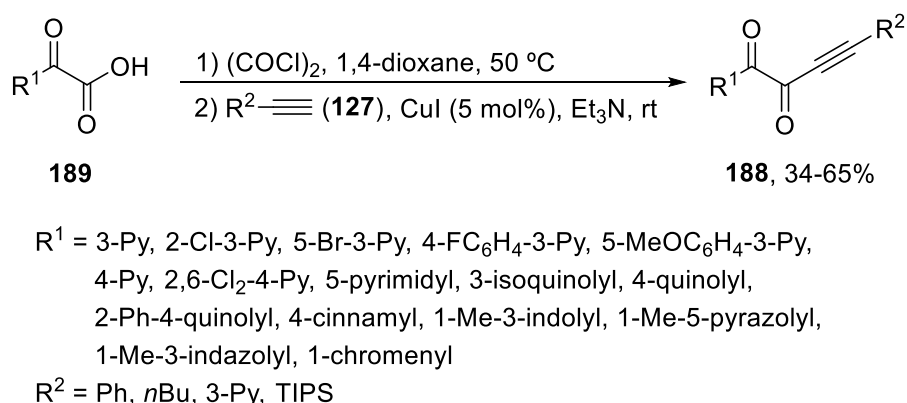 O
R¹
OH
O
189
1) (COCl)₂, 1,4-dioxane, 50 ºC
2) R² (127), CuI (5 mol%), Et₃N, rt
O
R¹
O
R²
188, 34-65%
R¹ = 3-Py, 2-Cl-3-Py, 5-Br-3-Py, 4-FC₆H₄-3-Py, 5-MeOC₆H₄-3-Py,
4-Py, 2,6-Cl₂-4-Py, 5-pyrimidyl, 3-isoquinolyl, 4-quinolyl,
2-Ph-4-quinolyl, 4-cinnamyl, 1-Me-3-indolyl, 1-Me-5-pyrazolyl,
1-Me-3-indazolyl, 1-chromenyl
R² = Ph, nBu, 3-Py, TIPS